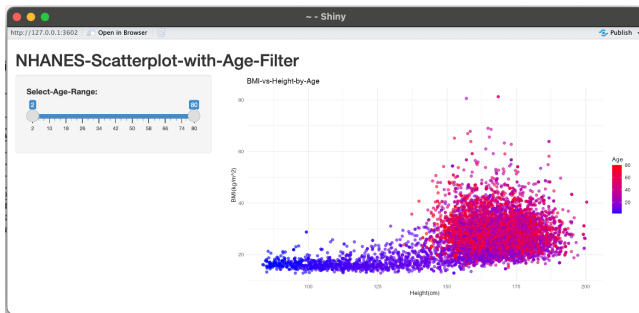 ~ - Shiny
http://127.0.0.1:3602 Open in Browser Publish
NHANES-Scatterplot-with-Age-Filter
Select-Age-Range:
2 80
2 10 18 26 34 42 50 58 66 74 80
BMI-vs-Height-by-Age
BMI(kg/m^2)
80
60
40
20
100 125 150 175 200
Height(cm)
Age
80
60
40
20